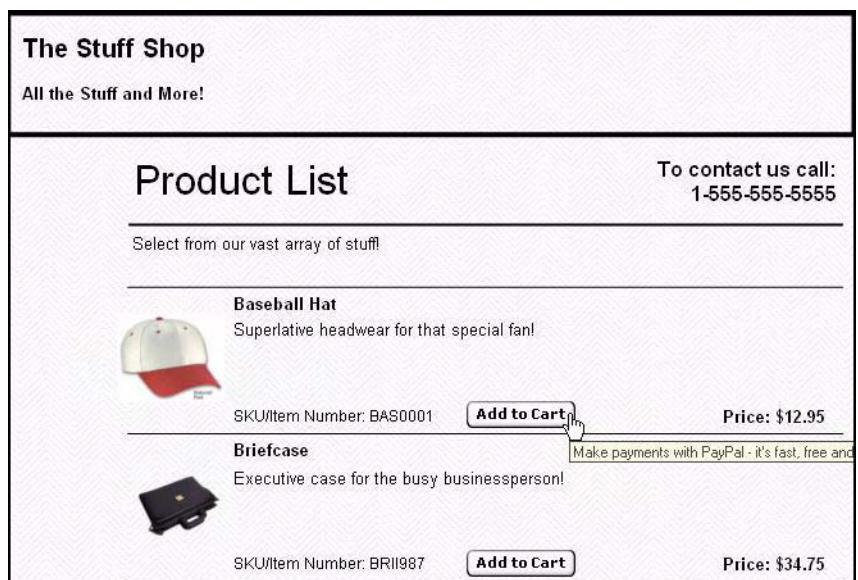 The Stuff Shop
All the Stuff and More!
Product List
To contact us call:
1-555-555-5555
Select from our vast array of stuff!
Baseball Hat
Superlative headwear for that special fan!
SKU/Item Number: BAS0001
Add to Cart
Price: $12.95
Make payments with PayPal - it's fast, free and
Briefcase
Executive case for the busy businessperson!
SKU/Item Number: BRII987
Add to Cart
Price: $34.75